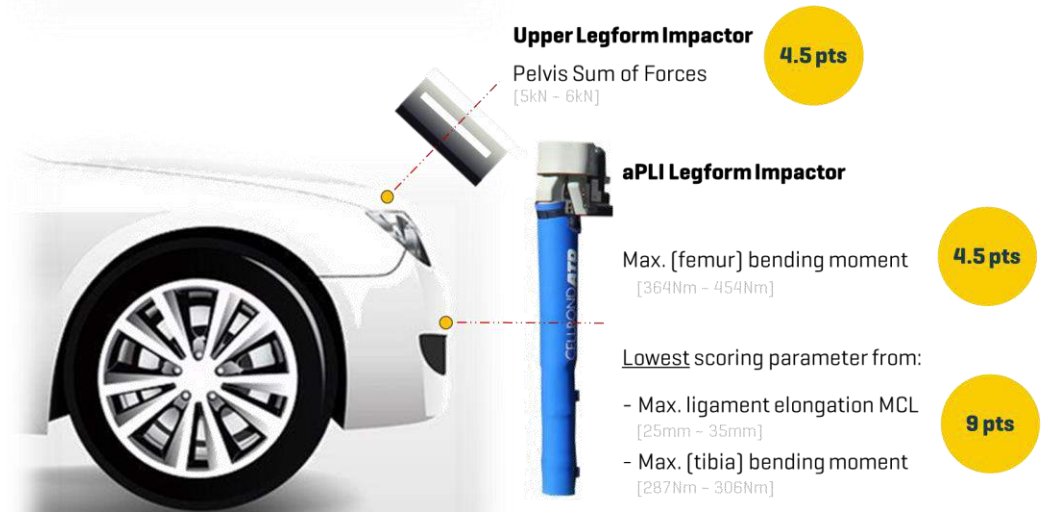 Upper Legform Impactor
4.5 pts
Pelvis Sum of Forces
[5kN - 6kN]
aPLI Legform Impactor
Max. (femur) bending moment
4.5 pts
[364Nm - 454Nm]
CELLBOND ATD
Lowest scoring parameter from:
- Max. ligament elongation MCL
9 pts
[25mm - 35mm]
- Max. (tibia) bending moment
[287Nm - 306Nm]